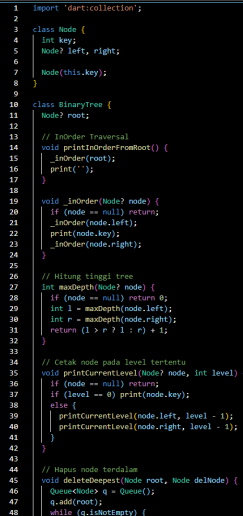 1 import 'dart:collection';
2
3 class Node {
4 int key;
5 Node? left, right;
6
7 Node(this.key);
8 }
9
10 class BinaryTree {
11 Node? root;
12
13 // InOrder Traversal
14 void printInOrderFromRoot() {
15 _inOrder(root);
16 print('');
17 }
18
19 void _inOrder(Node? node) {
20 if (node == null) return;
21 _inOrder(node.left);
22 print(node.key);
23 _inOrder(node.right);
24 }
25
26 // Hitung tinggi tree
27 int maxDepth(Node? node) {
28 if (node == null) return 0;
29 int l = maxDepth(node.left);
30 int r = maxDepth(node.right);
31 return (l > r ? l : r) + 1;
32 }
33
34 // Cetak node pada level tertentu
35 void printCurrentLevel(Node? node, int level)
36 if (node == null) return;
37 if (level == 0) print(node.key);
38 else {
39 printCurrentLevel(node.left, level - 1);
40 printCurrentLevel(node.right, level - 1);
41 }
42 }
43
44 // Hapus node terdalam
45 void deleteDeepest(Node root, Node delNode) {
46 Queue<Node> q = Queue();
47 q.add(root);
48 while (q.isNotEmpty) {